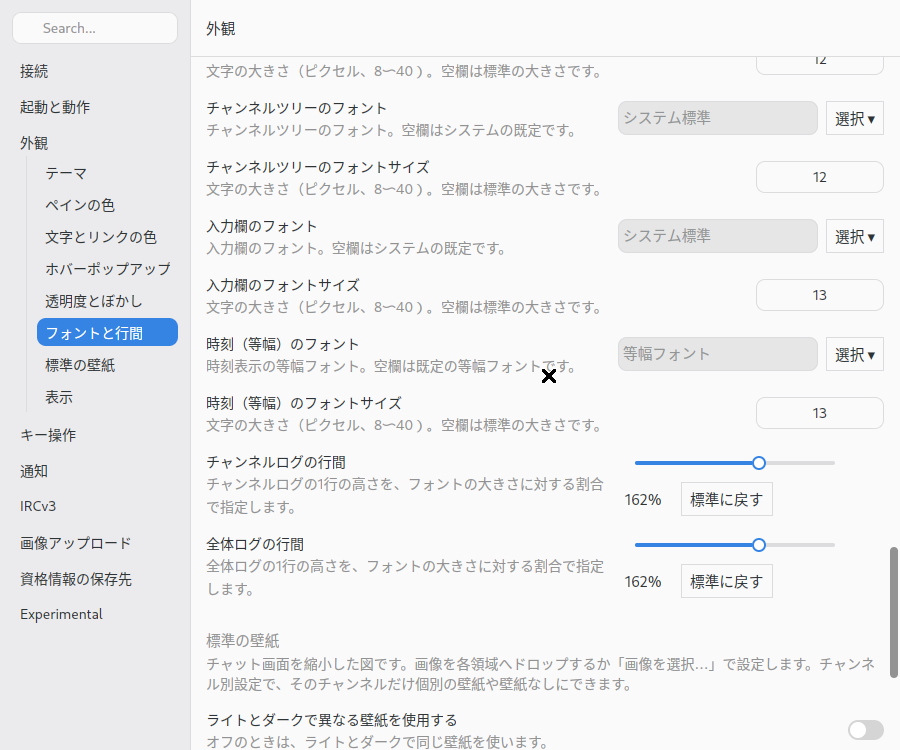 Search...
接続
起動と動作
外観
テーマ
ペインの色
文字とリンクの色
ホバーポップアップ
透明度とぼかし
フォントと行間
標準の壁紙
表示
キー操作
通知
IRCv3
画像アップロード
資格情報の保存先
Experimental
外観
12
文字の大きさ（ピクセル、8〜40 ）。空欄は標準の大きさです。
チャンネルツリーのフォント
チャンネルツリーのフォント。空欄はシステムの既定です。
システム標準
選択 ▾
チャンネルツリーのフォントサイズ
文字の大きさ（ピクセル、8〜40 ）。空欄は標準の大きさです。
12
入力欄のフォント
入力欄のフォント。空欄はシステムの既定です。
システム標準
選択 ▾
入力欄のフォントサイズ
文字の大きさ（ピクセル、8〜40 ）。空欄は標準の大きさです。
13
時刻（等幅）のフォント
時刻表示の等幅フォント。空欄は既定の等幅フォントです。
等幅フォント
選択 ▾
時刻（等幅）のフォントサイズ
文字の大きさ（ピクセル、8〜40 ）。空欄は標準の大きさです。
13
チャンネルログの行間
チャンネルログの1行の高さを、フォントの大きさに対する割合
で指定します。
162%
標準に戻す
全体ログの行間
全体ログの1行の高さを、フォントの大きさに対する割合で指定
します。
162%
標準に戻す
標準の壁紙
チャット画面を縮小した図です。画像を各領域へドロップするか「画像を選択…」で設定します。チャンネ
ル別設定で、そのチャンネルだけ個別の壁紙や壁紙なしにできます。
ライトとダークで異なる壁紙を使用する
オフのときは、ライトとダークで同じ壁紙を使います。